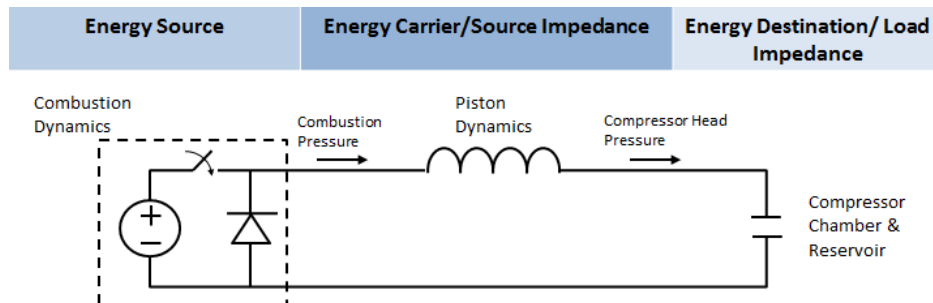 Energy Source
Energy Carrier/Source Impedance
Energy Destination/ Load
Impedance
Combustion
Dynamics
Combustion
Pressure
Piston
Dynamics
Compressor Head
Pressure
Compressor
Chamber &
Reservoir